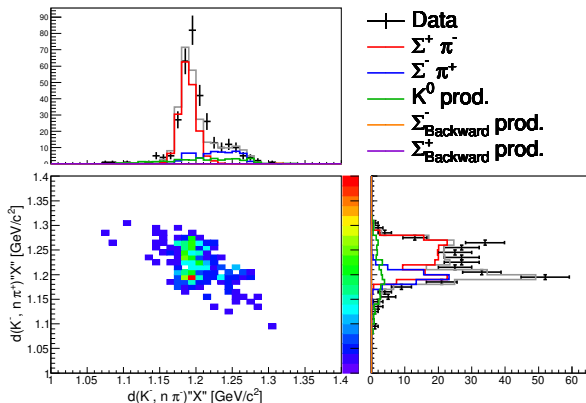 90
80
70
60
50
40
30
20
10
0
Data
Σ⁺ π⁻
Σ⁻ π⁺
K⁰ prod.
Σ⁻Backward prod.
Σ⁺Backward prod.
d(K⁻, n π⁺)"X" [GeV/c²]
1.4
1.35
1.3
1.25
1.2
1.15
1.1
1.05
1
1 1.05 1.1 1.15 1.2 1.25 1.3 1.35 1.4
d(K⁻, n π⁻)"X" [GeV/c²]
0 10 20 30 40 50 60